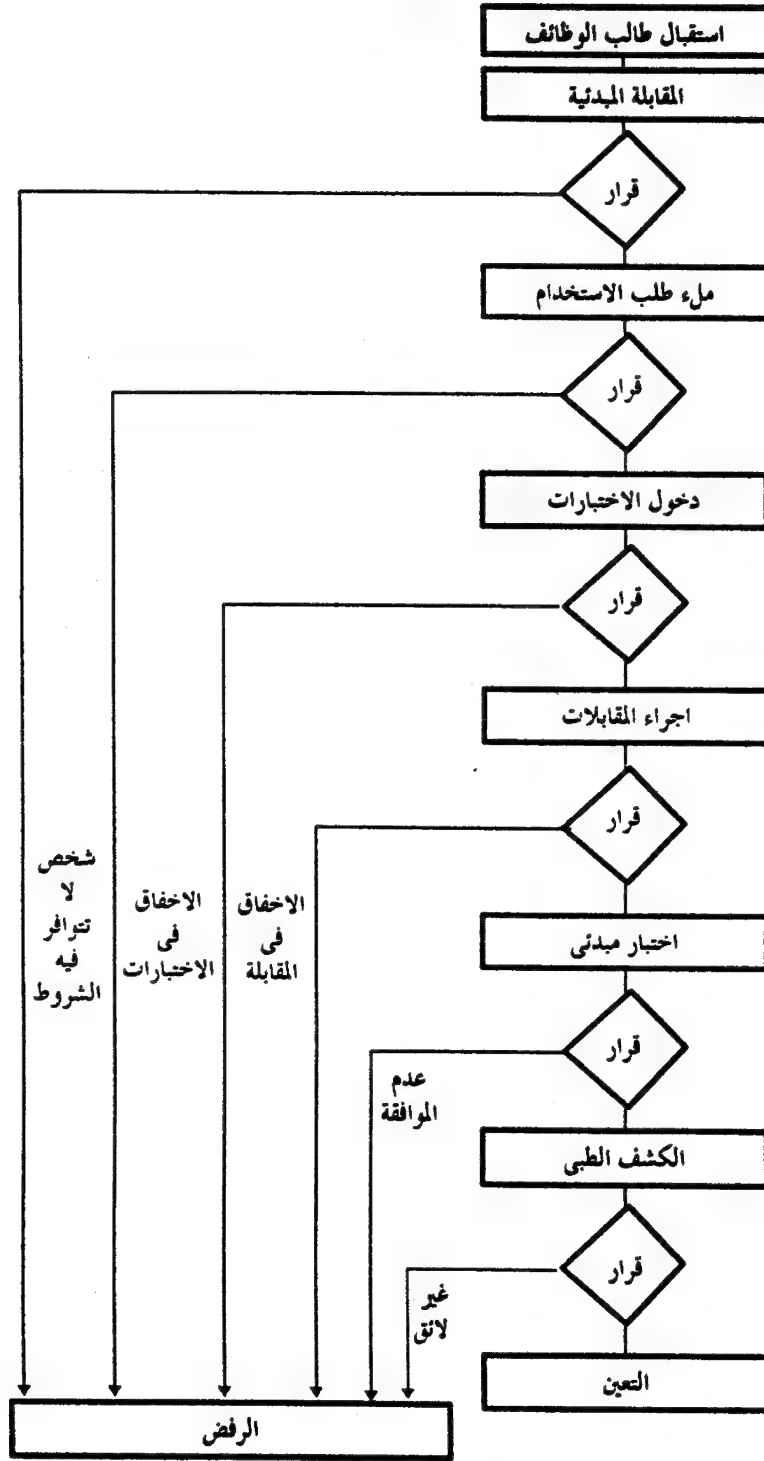 استقبال طالب الوظائف
المقابلة المبدئية
قرار
ملء طلب الاستخدام
قرار
دخول الاختبارات
قرار
اجراء المقابلات
قرار
اختبار مبدئى
قرار
الكشف الطبى
قرار
التعين
شخص
لا
تتوافر
فيه
الشروط
الاخفاق
فى
الاختبارات
الاخفاق
فى
المقابلة
عدم
الموافقة
غير
لائق
الرفض